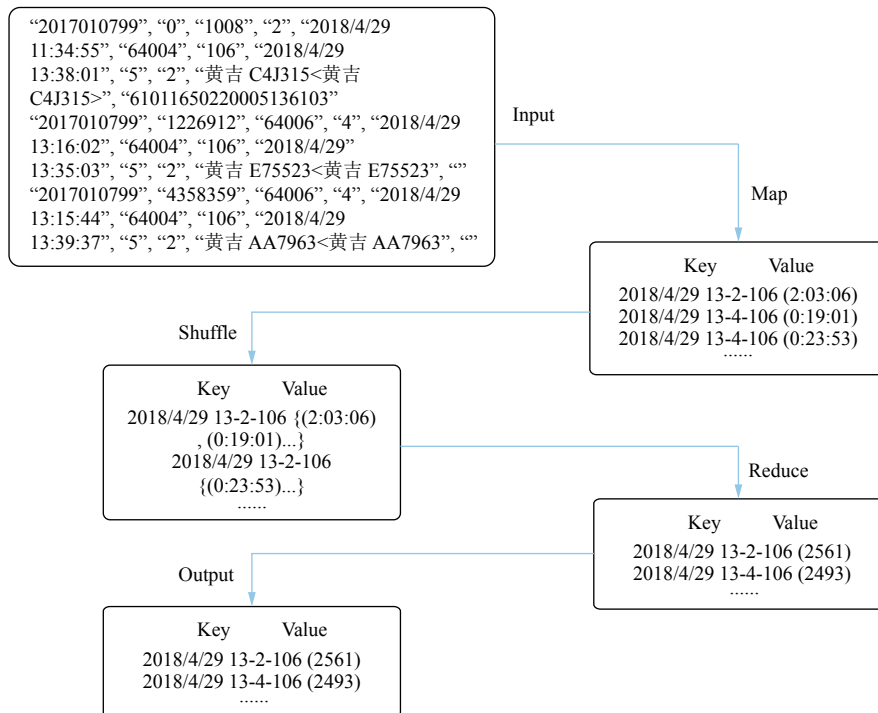 “2017010799”, “0”, “1008”, “2”, “2018/4/29
11:34:55”, “64004”, “106”, “2018/4/29
13:38:01”, “5”, “2”, “黄吉 C4J315<黄吉
C4J315>”, “61011650220005136103”
“2017010799”, “1226912”, “64006”, “4”, “2018/4/29
13:16:02”, “64004”, “106”, “2018/4/29”
13:35:03”, “5”, “2”, “黄吉 E75523<黄吉 E75523”, “”
“2017010799”, “4358359”, “64006”, “4”, “2018/4/29
13:15:44”, “64004”, “106”, “2018/4/29
13:39:37”, “5”, “2”, “黄吉 AA7963<黄吉 AA7963”, “”
Input
Map
Key Value
2018/4/29 13-2-106 (2:03:06)
2018/4/29 13-4-106 (0:19:01)
2018/4/29 13-4-106 (0:23:53)
......
Shuffle
Key Value
2018/4/29 13-2-106 {(2:03:06)
, (0:19:01)...}
2018/4/29 13-2-106
{(0:23:53)...}
......
Reduce
Key Value
2018/4/29 13-2-106 (2561)
2018/4/29 13-4-106 (2493)
......
Output
Key Value
2018/4/29 13-2-106 (2561)
2018/4/29 13-4-106 (2493)
......